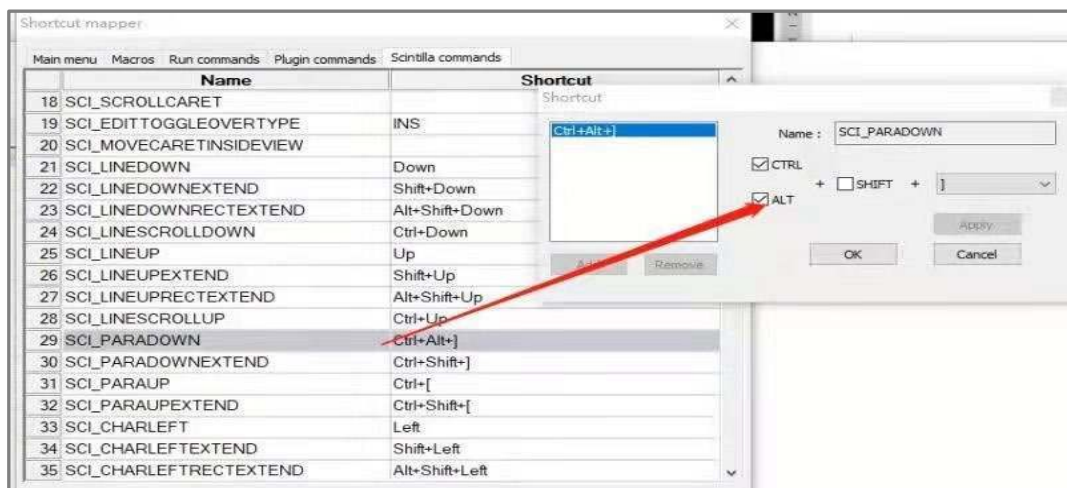 Shortcut mapper
Main menu Macros Run commands Plugin commands Scintilla commands
Name Shortcut
18 SCI_SCROLLCARET
19 SCI_EDITTOGGLEOVERTYPE INS
20 SCI_MOVECARETINSIDEVIEW
21 SCI_LINEDOWN Down
22 SCI_LINEDOWNEXTEND Shift+Down
23 SCI_LINEDOWNRECTEXTEND Alt+Shift+Down
24 SCI_LINESCROLLDOWN Ctrl+Down
25 SCI_LINEUP Up
26 SCI_LINEUPEXTEND Shift+Up
27 SCI_LINEUPRECTEXTEND Alt+Shift+Up
28 SCI_LINESCROLLUP Ctrl+Up
29 SCI_PARADOWN Ctrl+Alt+]
30 SCI_PARADOWNEXTEND Ctrl+Shift+]
31 SCI_PARAUP Ctrl+[
32 SCI_PARAUPEXTEND Ctrl+Shift+[
33 SCI_CHARLEFT Left
34 SCI_CHARLEFTEXTEND Shift+Left
35 SCI_CHARLEFTRECTEXTEND Alt+Shift+Left
Shortcut
Ctrl+Alt+]
Name : SCI_PARADOWN
CTRL
+ SHIFT + ]
ALT
Apply
Add Remove
OK Cancel